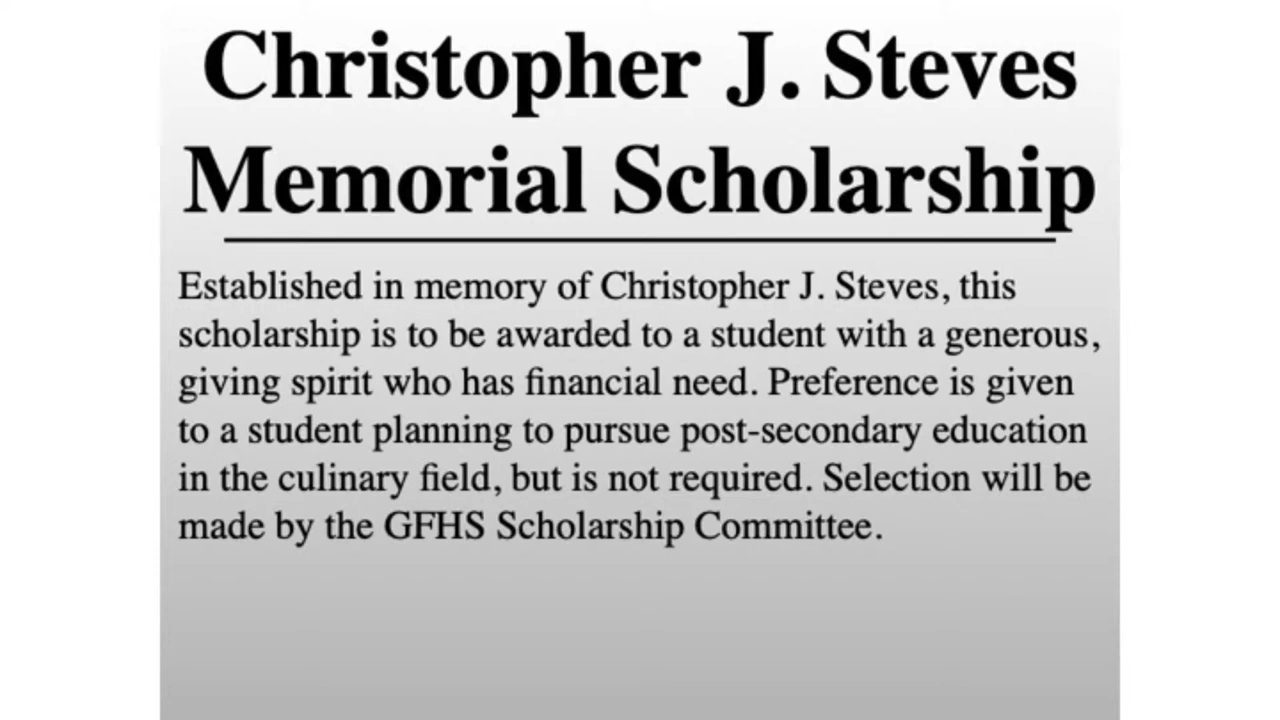 Christopher J. Steves
Memorial Scholarship
Established in memory of Christopher J. Steves, this
scholarship is to be awarded to a student with a generous,
giving spirit who has financial need. Preference is given
to a student planning to pursue post-secondary education
in the culinary field, but is not required. Selection will be
made by the GFHS Scholarship Committee.